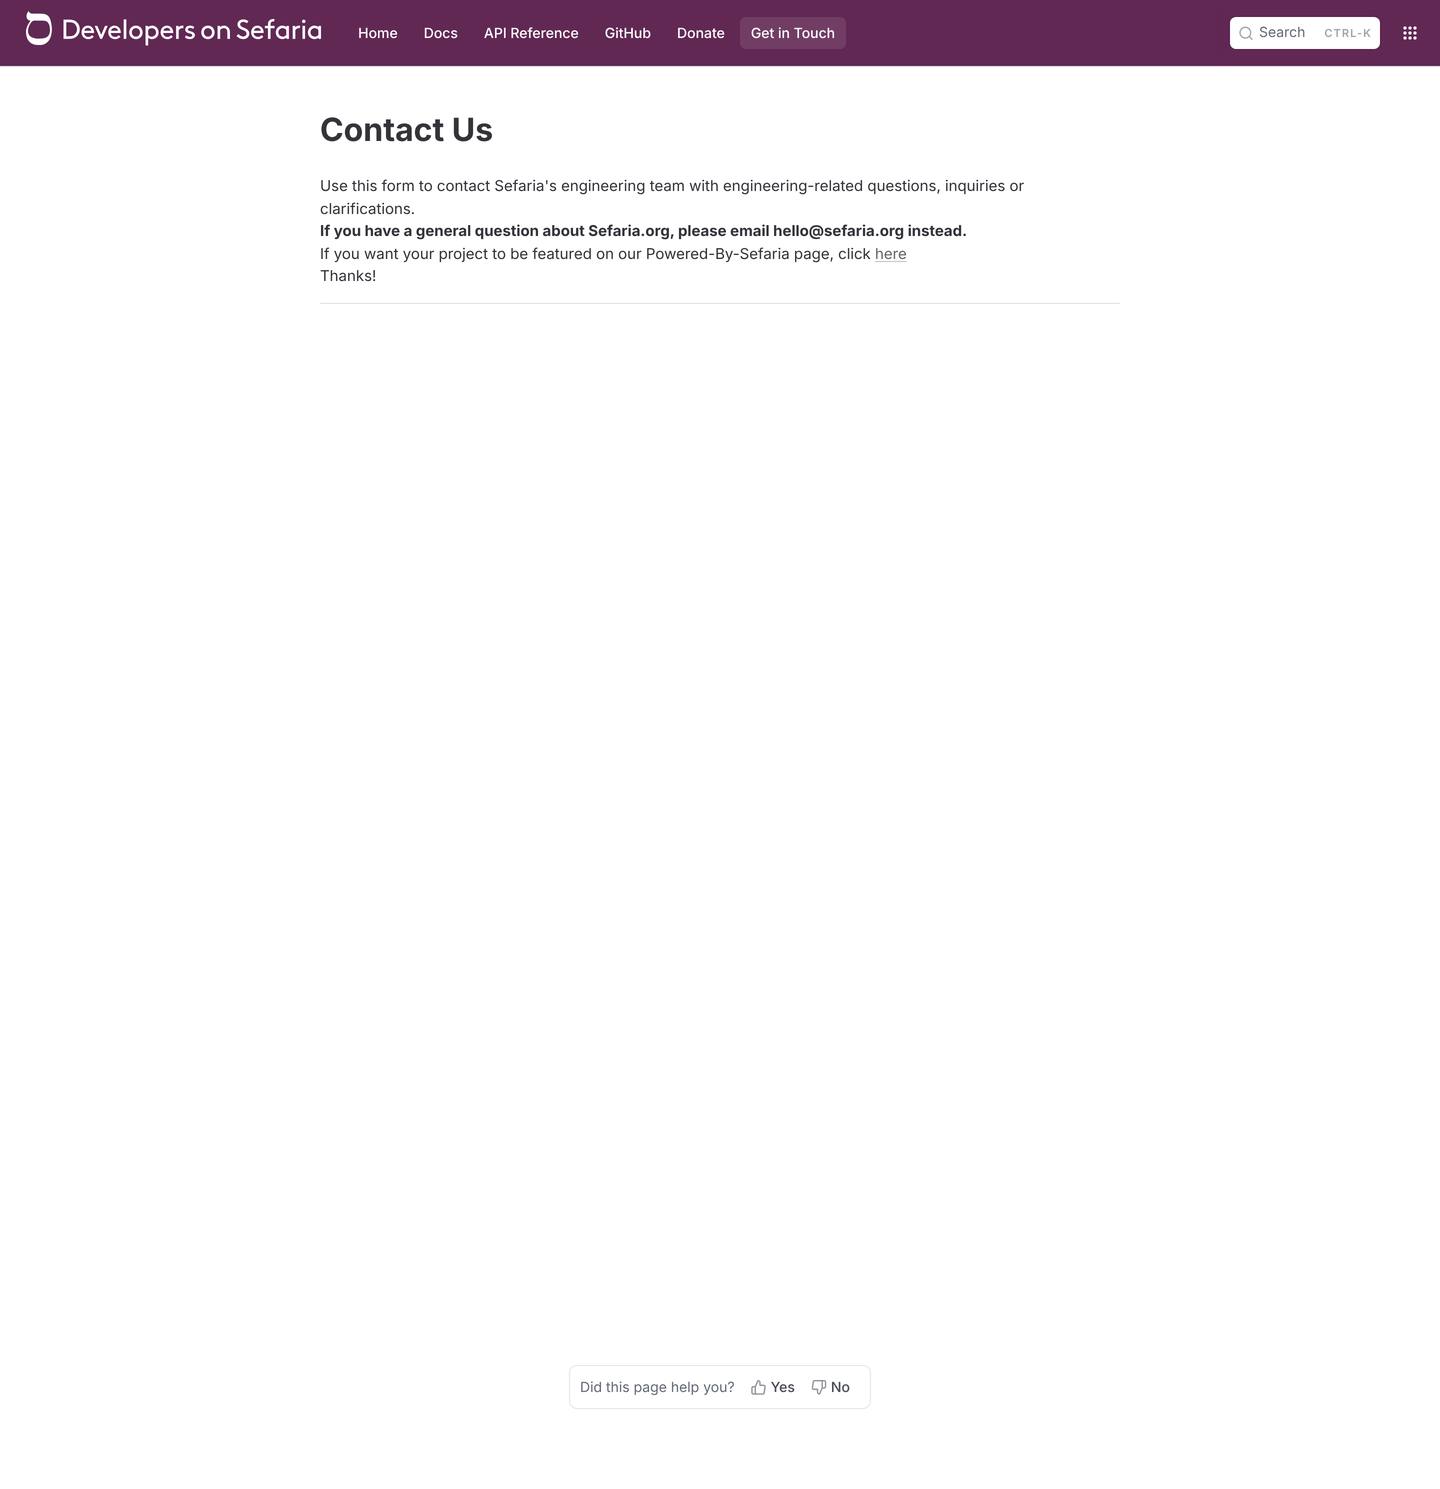 Developers on Sefaria
Home
Docs
API Reference
GitHub
Donate
Get in Touch
Search
CTRL-K
Contact Us
Use this form to contact Sefaria's engineering team with engineering-related questions, inquiries or
clarifications.
If you have a general question about Sefaria.org, please email hello@sefaria.org instead.
If you want your project to be featured on our Powered-By-Sefaria page, click here
Thanks!
Did this page help you?
Yes
No